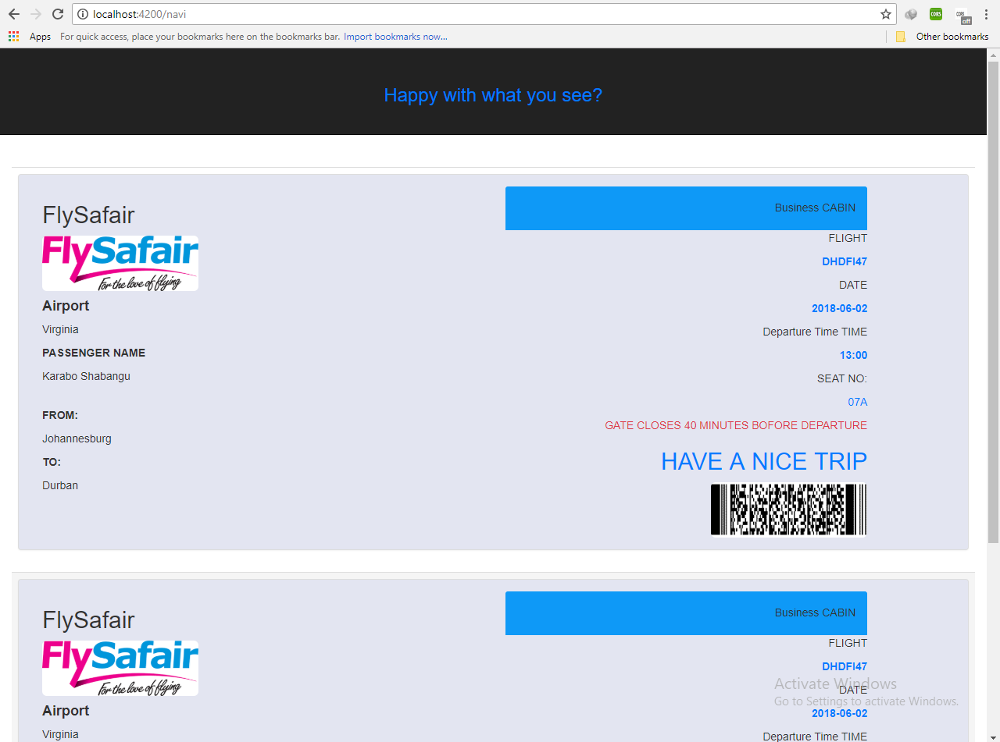 localhost:4200/navi
CORS
CORS
off
Apps
For quick access, place your bookmarks here on the bookmarks bar. Import bookmarks now...
Other bookmarks
Happy with what you see?
FlySafair
FlySafair
For the love of flying
Airport
Virginia
PASSENGER NAME
Karabo Shabangu
FROM:
Johannesburg
TO:
Durban
Business CABIN
FLIGHT
DHDFI47
DATE
2018-06-02
Departure Time TIME
13:00
SEAT NO:
07A
GATE CLOSES 40 MINUTES BOFORE DEPARTURE
HAVE A NICE TRIP
FlySafair
FlySafair
For the love of flying
Airport
Virginia
Business CABIN
FLIGHT
DHDFI47
DATE
2018-06-02
Departure Time TIME
Activate Windows
Go to Settings to activate Windows.